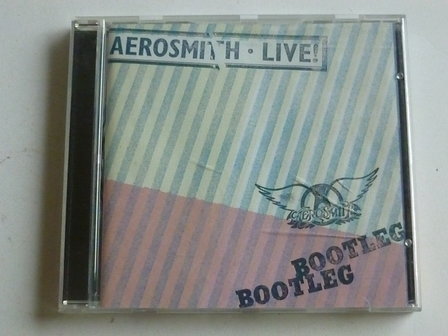 AEROSMITH · LIVE!
AEROSMITH
BOOTLEG
BOOTLEG